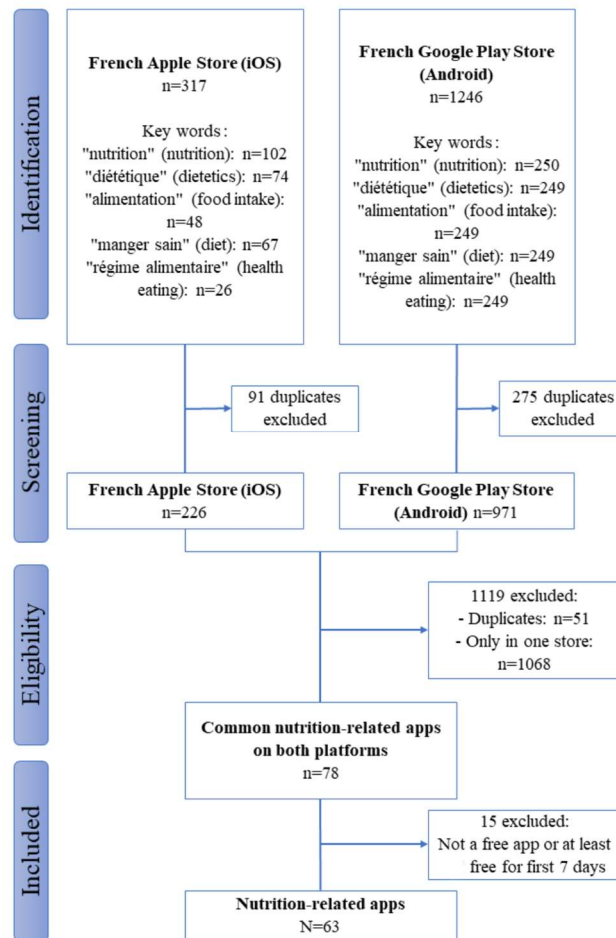 Identification
French Apple Store (iOS)
n=317
Key words :
"nutrition" (nutrition): n=102
"diététique" (dietetics): n=74
"alimentation" (food intake):
n=48
"manger sain" (diet): n=67
"régime alimentaire" (health
eating): n=26
French Google Play Store
(Android)
n=1246
Key words :
"nutrition" (nutrition): n=250
"diététique" (dietetics): n=249
"alimentation" (food intake):
n=249
"manger sain" (diet): n=249
"régime alimentaire" (health
eating): n=249
Screening
91 duplicates
excluded
275 duplicates
excluded
French Apple Store (iOS)
n=226
French Google Play Store
(Android) n=971
Eligibility
1119 excluded:
- Duplicates: n=51
- Only in one store:
n=1068
Common nutrition-related apps
on both platforms
n=78
Included
15 excluded:
Not a free app or at least
free for first 7 days
Nutrition-related apps
N=63